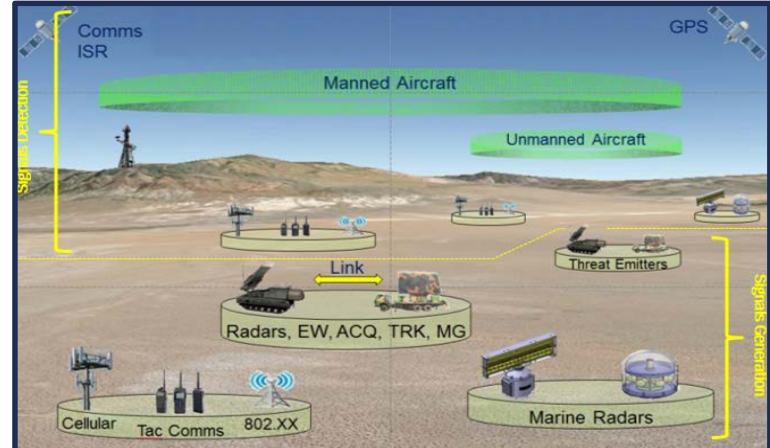 Comms
ISR
GPS
Manned Aircraft
Unmanned Aircraft
Signals Detection
Threat Emitters
Link
Radars, EW, ACQ, TRK, MG
Signals Generation
Cellular
Tac Comms
802.XX
Marine Radars